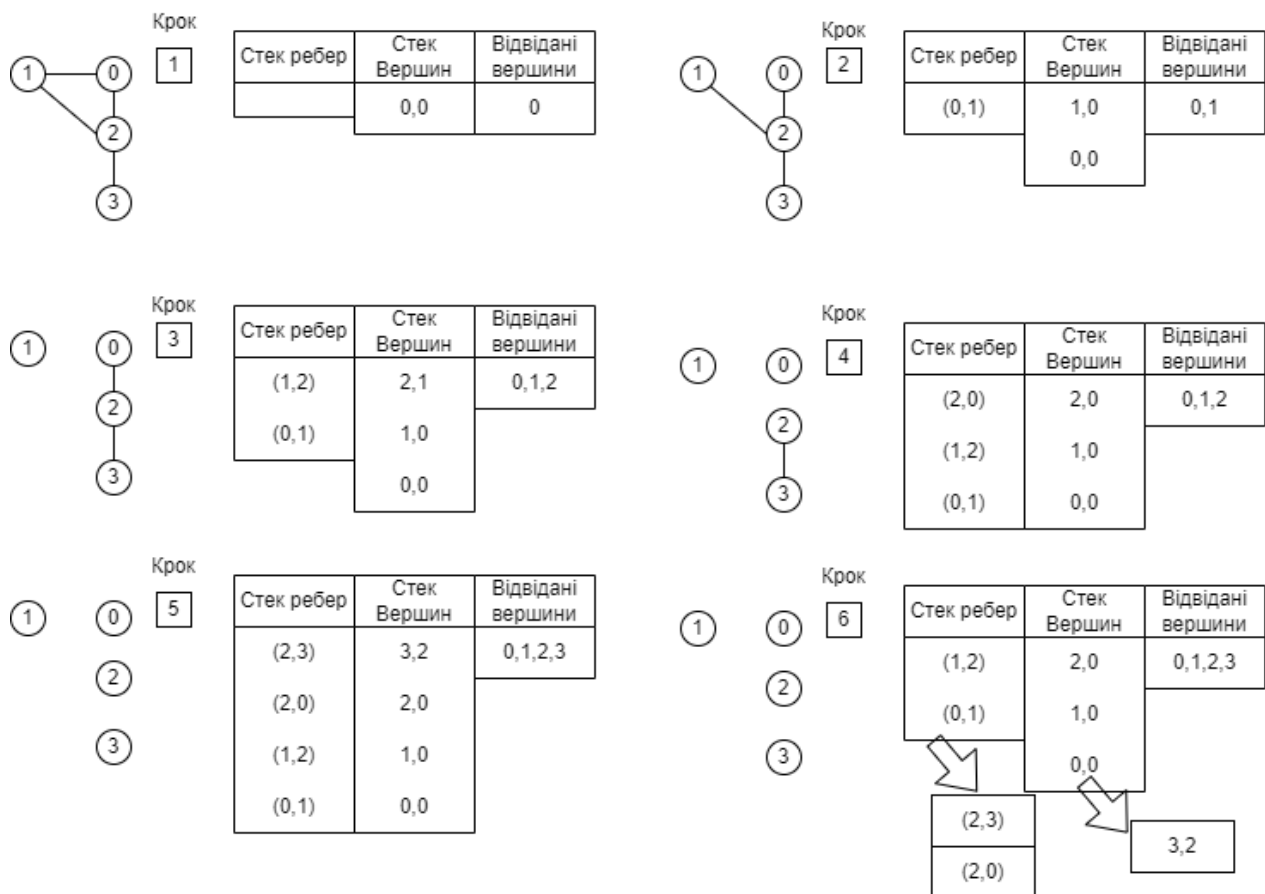 Крок
1
1 0
2
3
Стек ребер Стек Вершин Відвідані вершини
0,0 0
Крок
2
1 0
2
3
Стек ребер Стек Вершин Відвідані вершини
(0,1) 1,0 0,1
0,0
Крок
3
1 0
2
3
Стек ребер Стек Вершин Відвідані вершини
(1,2) 2,1 0,1,2
(0,1) 1,0
0,0
Крок
4
1 0
2
3
Стек ребер Стек Вершин Відвідані вершини
(2,0) 2,0 0,1,2
(1,2) 1,0
(0,1) 0,0
Крок
5
1 0
2
3
Стек ребер Стек Вершин Відвідані вершини
(2,3) 3,2 0,1,2,3
(2,0) 2,0
(1,2) 1,0
(0,1) 0,0
Крок
6
1 0
2
3
Стек ребер Стек Вершин Відвідані вершини
(1,2) 2,0 0,1,2,3
(0,1) 1,0
0,0
(2,3)
3,2
(2,0)